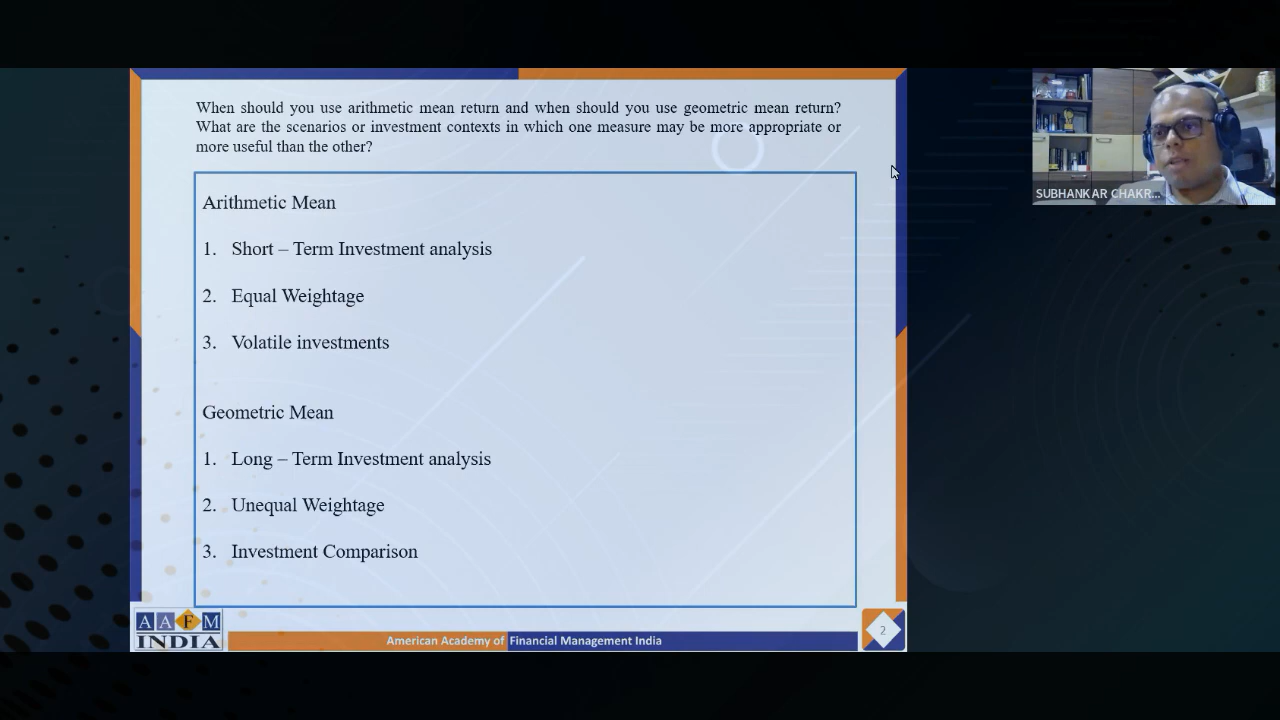 When should you use arithmetic mean return and when should you use geometric mean return?
What are the scenarios or investment contexts in which one measure may be more appropriate or
more useful than the other?
Arithmetic Mean
1. Short – Term Investment analysis
2. Equal Weightage
3. Volatile investments
Geometric Mean
1. Long – Term Investment analysis
2. Unequal Weightage
3. Investment Comparison
AAFM
INDIA
American Academy of Financial Management India
2
SUBHANKAR CHAKR...